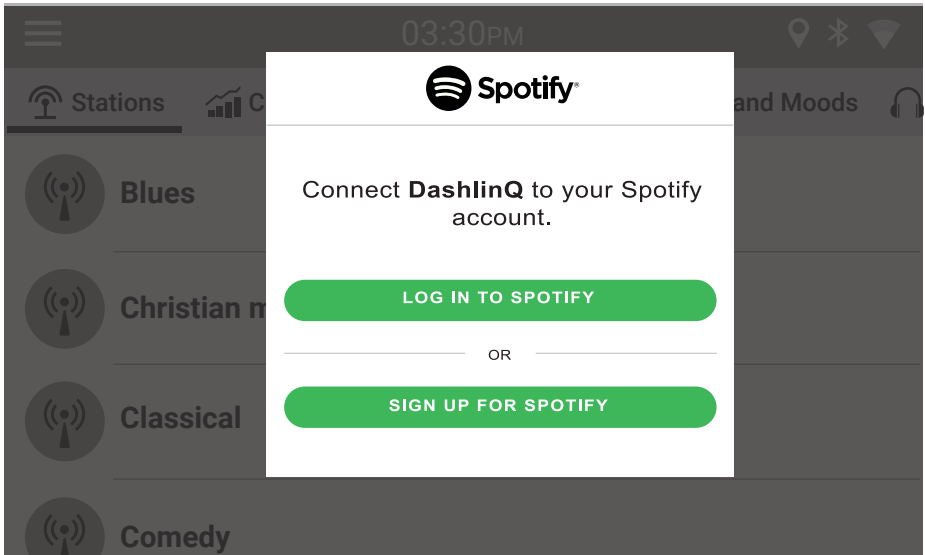 03:30PM
Stations
C
and Moods
Spotify®
Connect DashlinQ to your Spotify
account.
LOG IN TO SPOTIFY
OR
SIGN UP FOR SPOTIFY
Blues
Christian m
Classical
Comedy